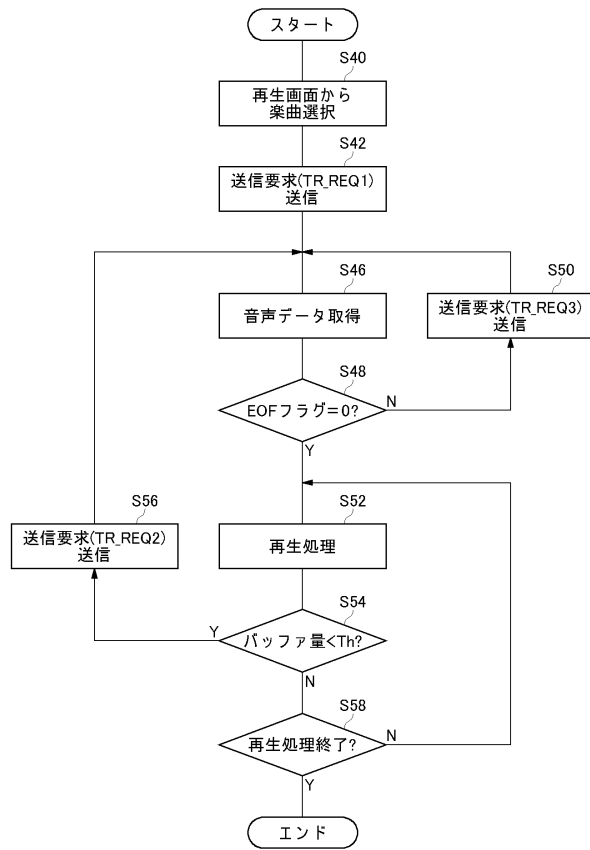 スタート
S40
再生画面から
楽曲選択
S42
送信要求(TR_REQ1)
送信
S46
音声データ取得
S50
送信要求(TR_REQ3)
送信
S48
EOFフラグ=0?
N
Y
S56
送信要求(TR_REQ2)
送信
S52
再生処理
S54
バッファ量<Th?
Y
N
S58
再生処理終了?
N
Y
エンド